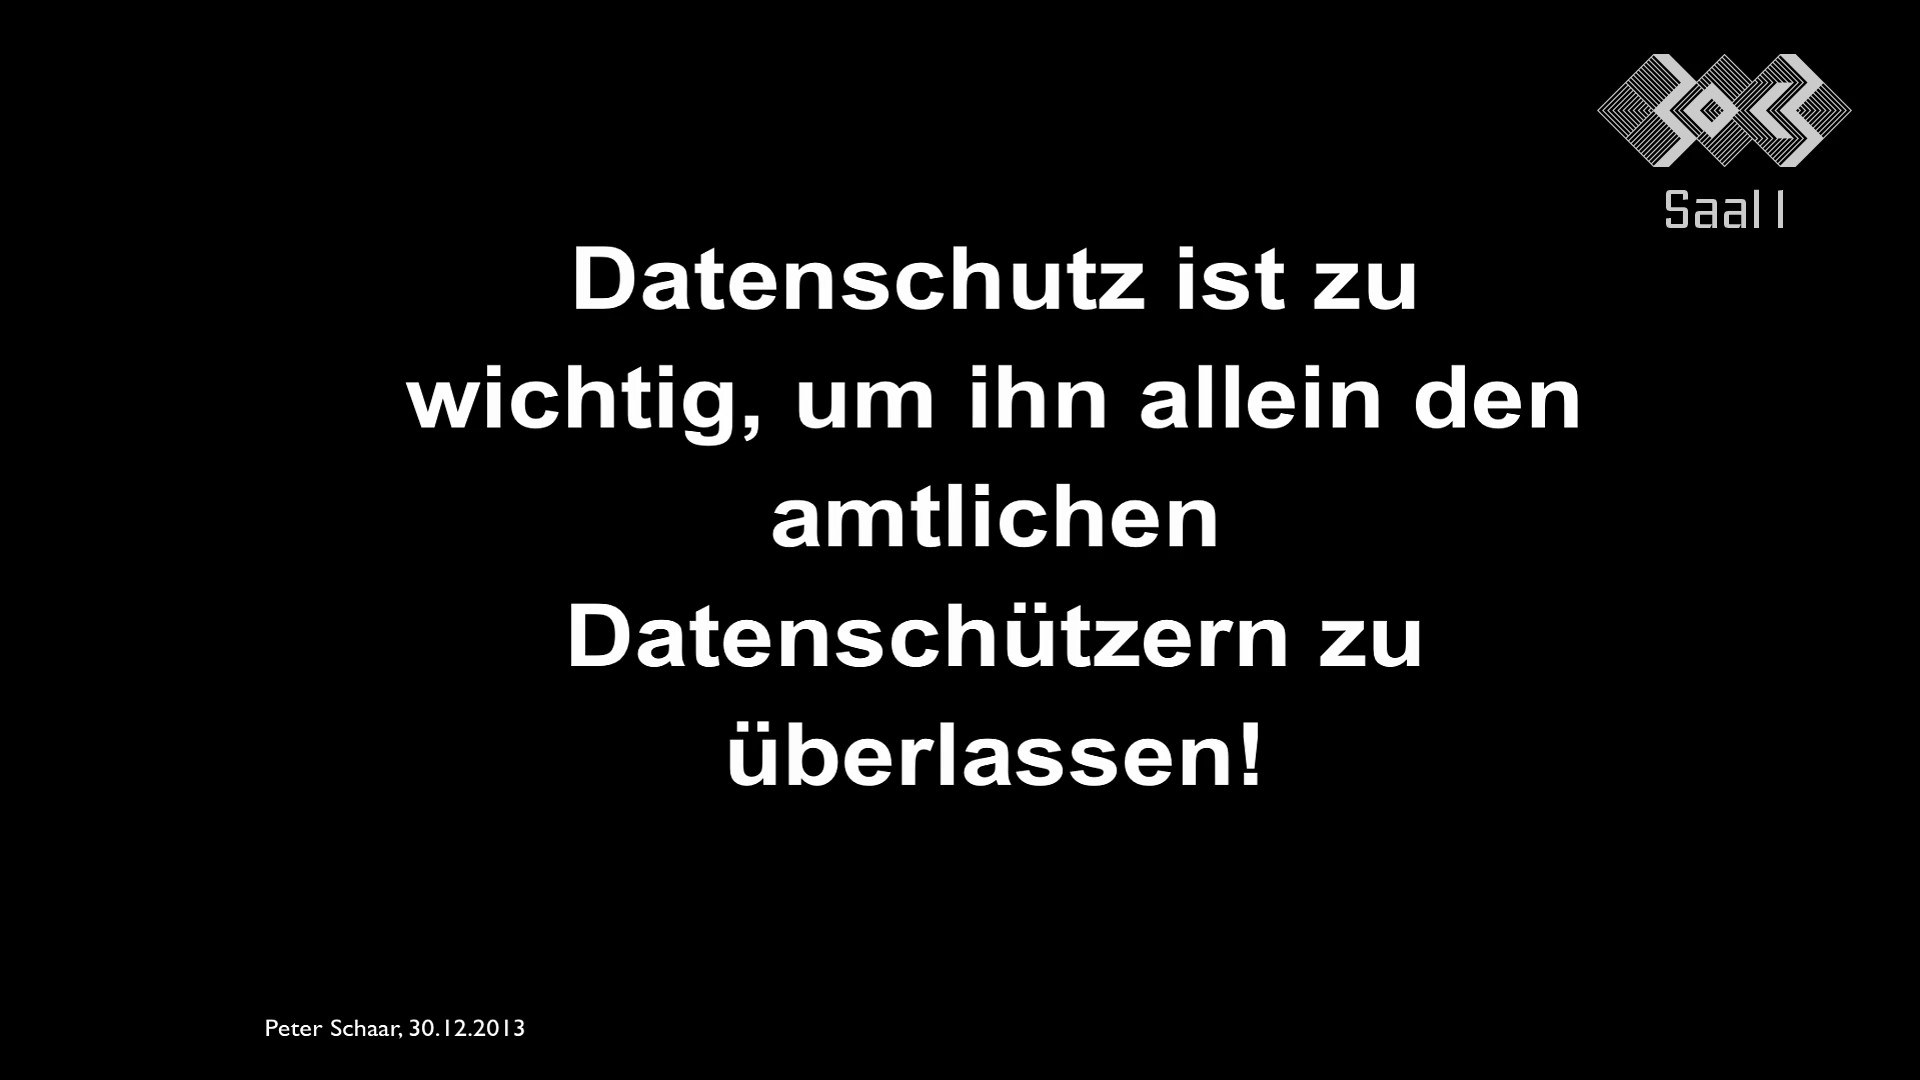 30C3
Saal 1
Datenschutz ist zu
wichtig, um ihn allein den
amtlichen
Datenschützern zu
überlassen!
Peter Schaar, 30.12.2013